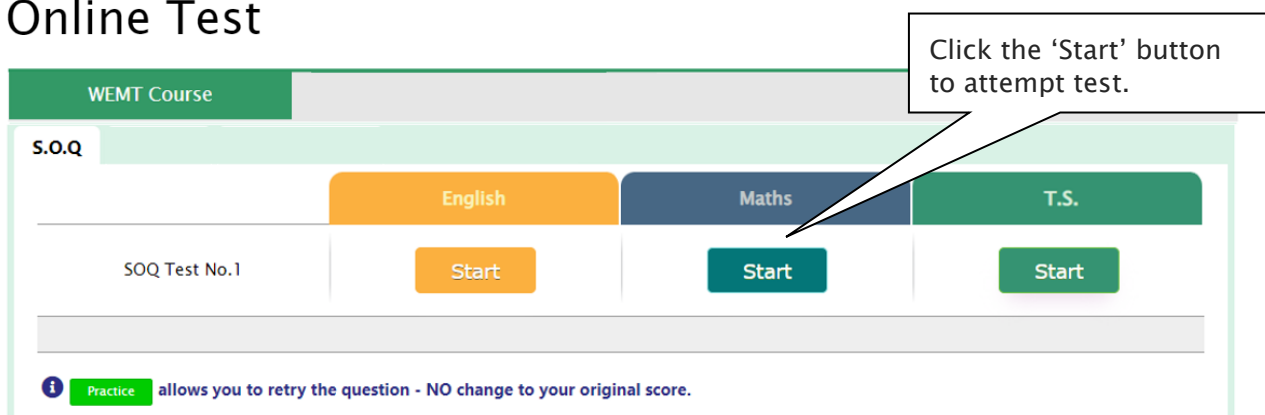 Online Test
Click the ‘Start’ button
to attempt test.
WEMT Course
S.O.Q
English Maths T.S.
SOQ Test No.1 Start Start Start
Practice allows you to retry the question - NO change to your original score.